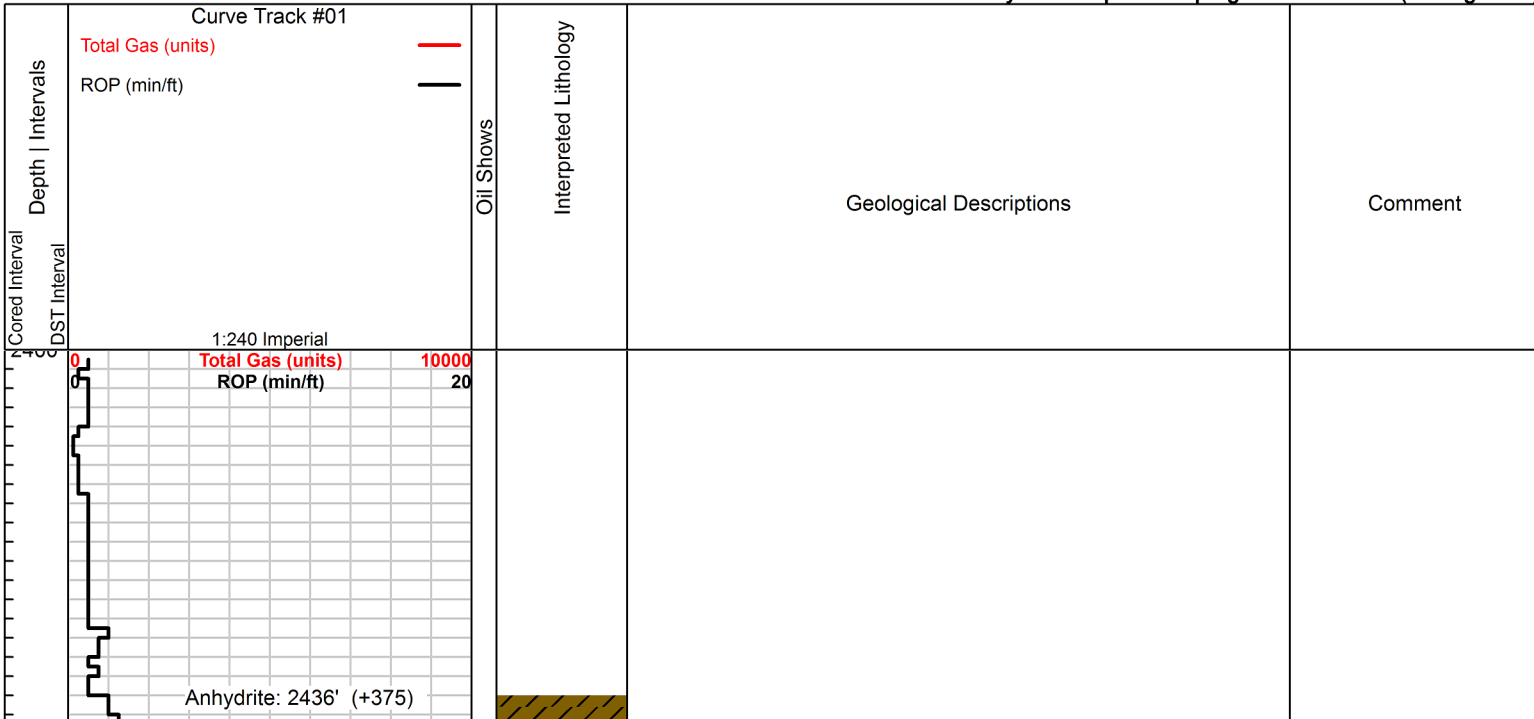 Curve Track #01
Total Gas (units)
ROP (min/ft)
Depth | Intervals
Cored Interval
DST Interval
1:240 Imperial
Oil Shows
Interpreted Lithology
Geological Descriptions
Comment
0 Total Gas (units) 10000
0 ROP (min/ft) 20
Anhydrite: 2436' (+375)